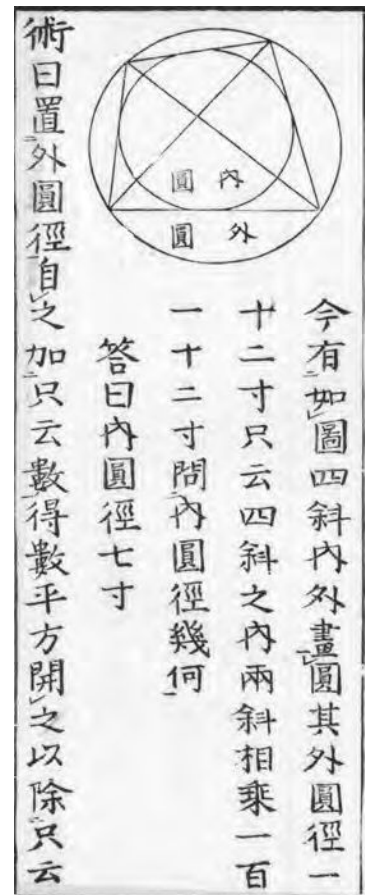 內圓
外圓
今有如圖四斜內外畫圓其外圓徑一
十二寸只云四斜之內兩斜相乘一百
一十二寸問內圓徑幾何
答曰內圓徑七寸
術曰置外圓徑自之加只云數得數平方開之以除只云